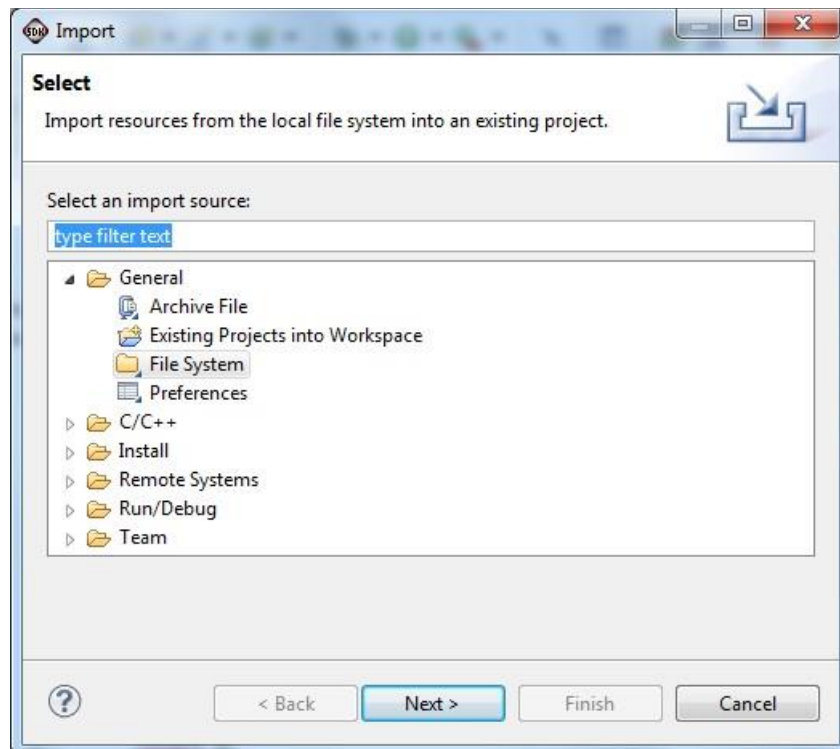 SDK Import
Select
Import resources from the local file system into an existing project.
Select an import source:
type filter text
General
Archive File
Existing Projects into Workspace
File System
Preferences
C/C++
Install
Remote Systems
Run/Debug
Team
? < Back Next > Finish Cancel